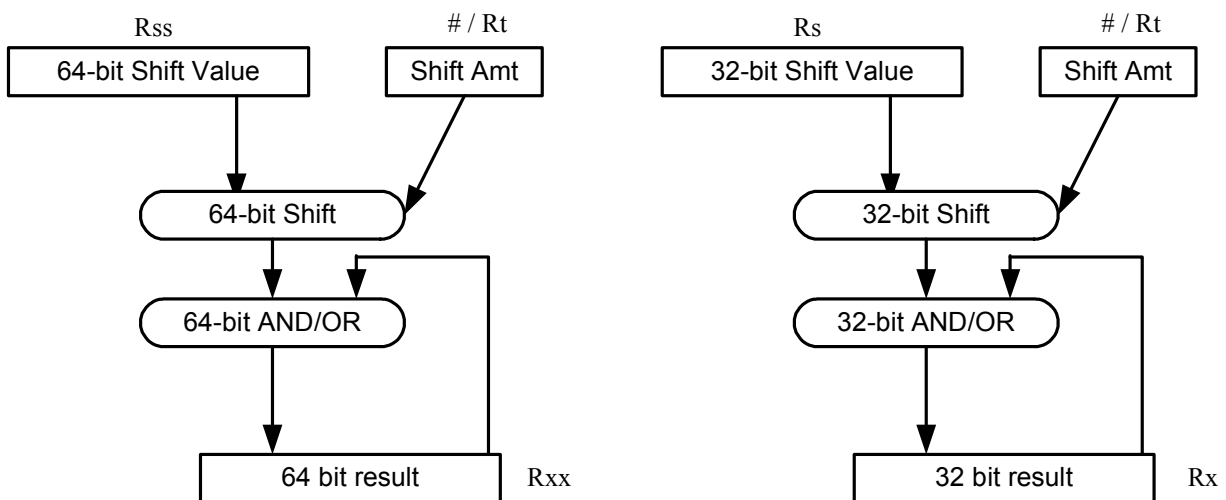 Rss
# / Rt
64-bit Shift Value
Shift Amt
64-bit Shift
64-bit AND/OR
64 bit result
Rxx
Rs
# / Rt
32-bit Shift Value
Shift Amt
32-bit Shift
32-bit AND/OR
32 bit result
Rx